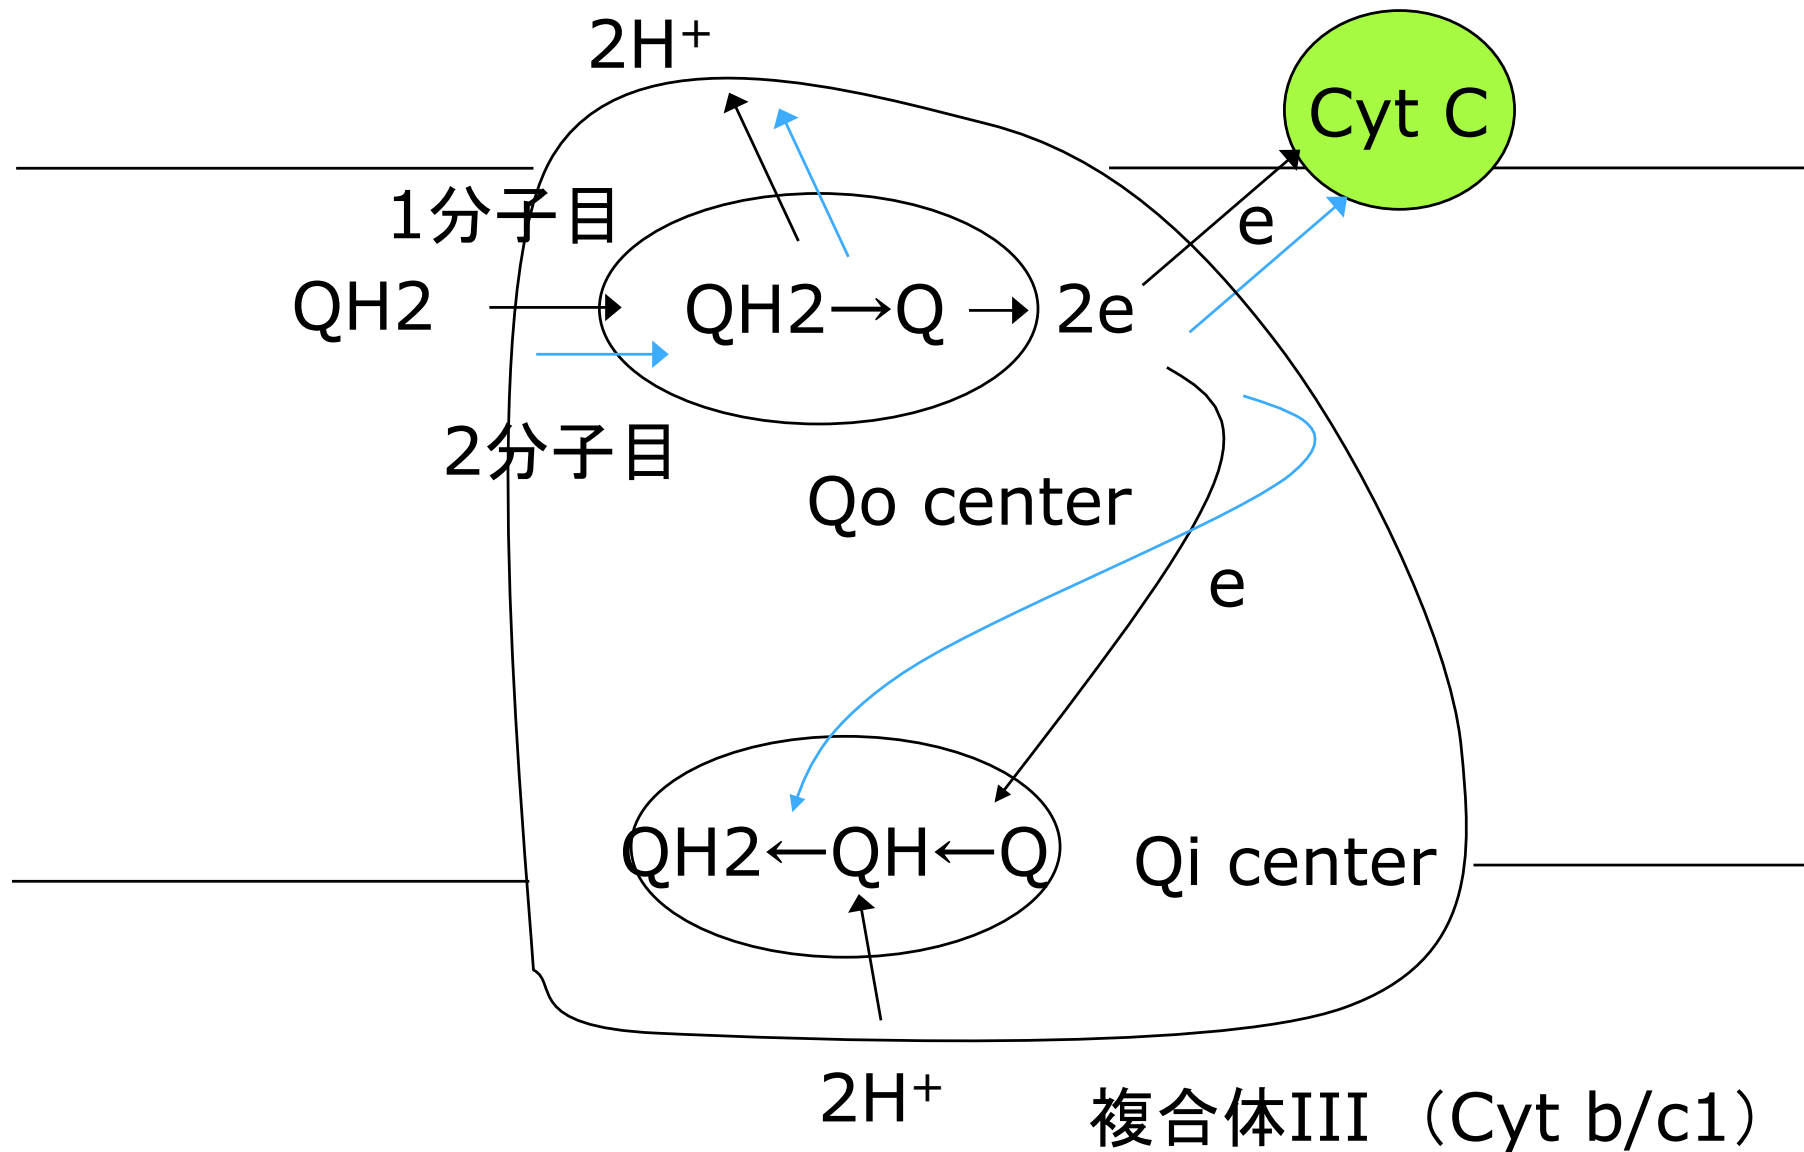 2H⁺
Cyt C
1分子目
e
QH2
QH2→Q
2e
2分子目
Qo center
e
QH2←QH←Q
Qi center
2H⁺
複合体III （Cyt b/c1）